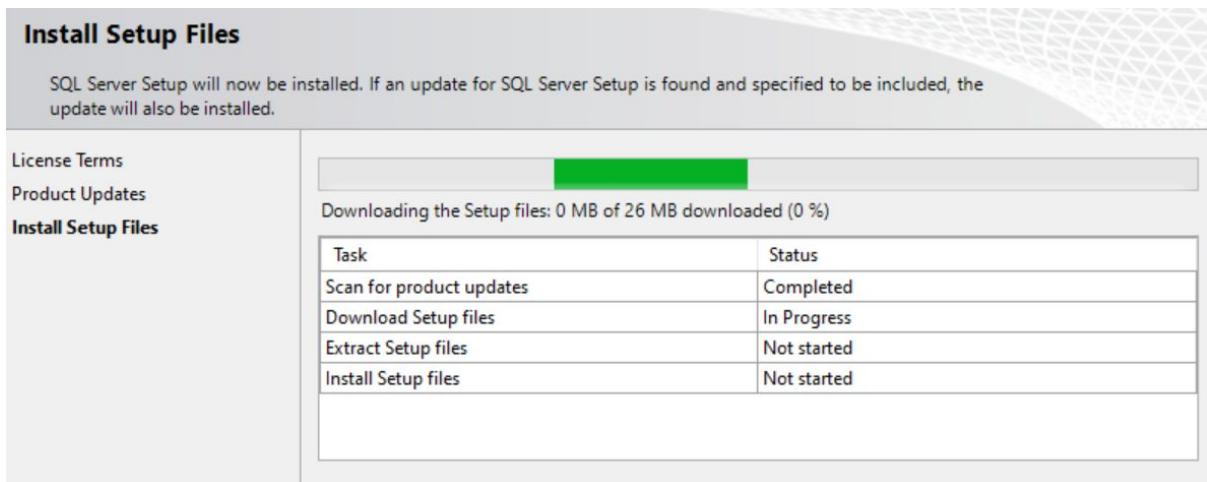 Install Setup Files
SQL Server Setup will now be installed. If an update for SQL Server Setup is found and specified to be included, the
update will also be installed.
License Terms
Product Updates
Install Setup Files
Downloading the Setup files: 0 MB of 26 MB downloaded (0 %)
Task Status
Scan for product updates Completed
Download Setup files In Progress
Extract Setup files Not started
Install Setup files Not started